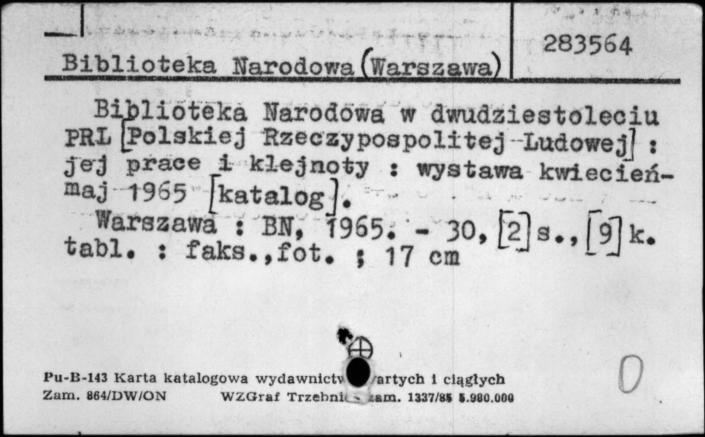 283564
Biblioteka Narodowa (Warszawa)
Biblioteka Narodowa w dwudziestoleciu
PRL [Polskiej Rzeczypospolitej Ludowej] :
jej prace i klejnoty : wystawa kwiecień-
maj 1965 [katalog].
Warszawa : BN, 1965. - 30, [2] s., [9] k.
tabl. : faks., fot. ; 17 cm
Pu-B-143 Karta katalogowa wydawnictw ciągłych
Zam. 864/DW/ON WZGraf zam. 1337/85 5.980.000
0